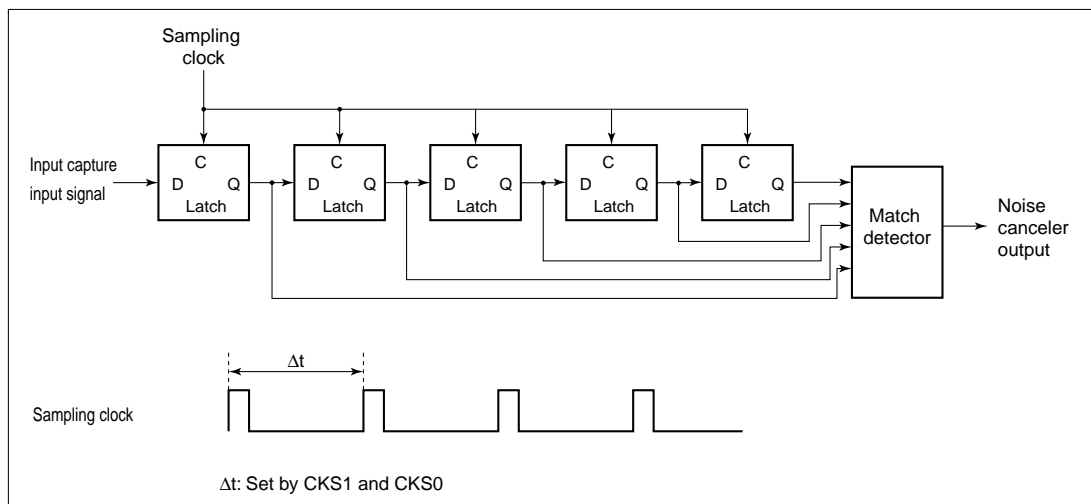 Sampling
clock
Input capture
input signal
C
D Q
Latch
C
D Q
Latch
C
D Q
Latch
C
D Q
Latch
C
D Q
Latch
Match
detector
Noise
canceler
output
Δt
Sampling clock
Δt: Set by CKS1 and CKS0